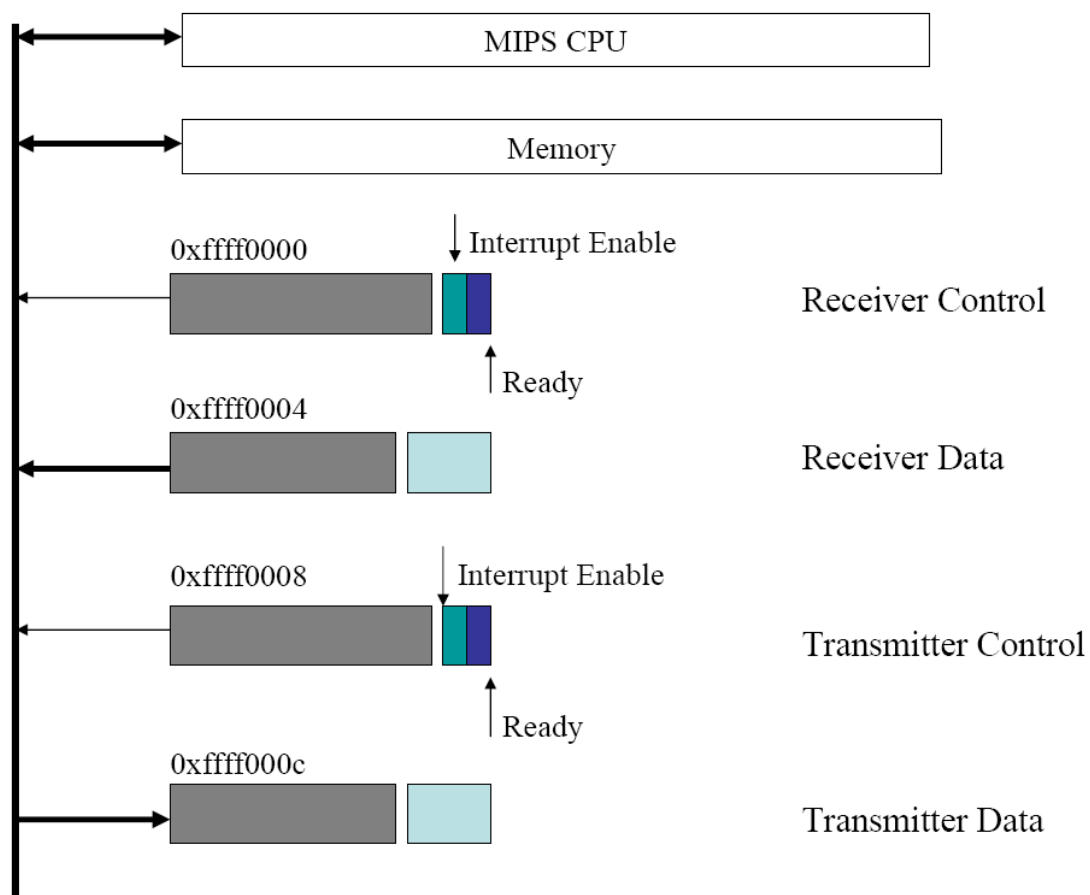 MIPS CPU
Memory
0xffff0000
Interrupt Enable
Receiver Control
Ready
0xffff0004
Receiver Data
0xffff0008
Interrupt Enable
Transmitter Control
Ready
0xffff000c
Transmitter Data